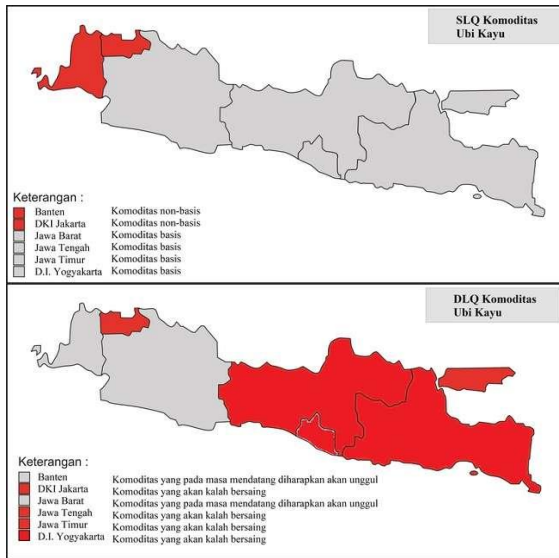 SLQ Komoditas
Ubi Kayu
Keterangan :
Banten Komoditas non-basis
DKI Jakarta Komoditas non-basis
Jawa Barat Komoditas basis
Jawa Tengah Komoditas basis
Jawa Timur Komoditas basis
D.I. Yogyakarta Komoditas basis
DLQ Komoditas
Ubi Kayu
Keterangan :
Banten Komoditas yang pada masa mendatang diharapkan akan unggul
DKI Jakarta Komoditas yang akan kalah bersaing
Jawa Barat Komoditas yang pada masa mendatang diharapkan akan unggul
Jawa Tengah Komoditas yang akan kalah bersaing
Jawa Timur Komoditas yang akan kalah bersaing
D.I. Yogyakarta Komoditas yang akan kalah bersaing